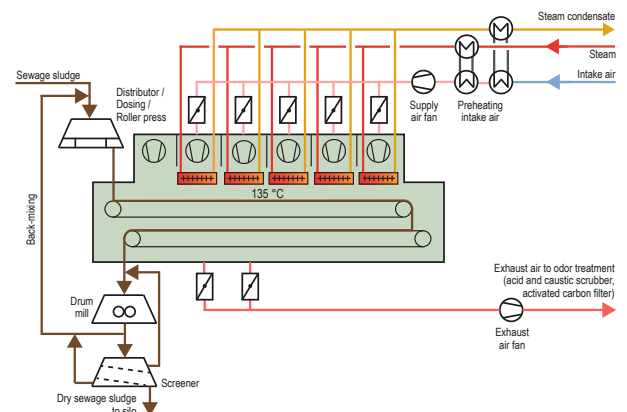 Steam condensate
Steam
Intake air
Sewage sludge
Distributor /
Dosing /
Roller press
Supply
air fan
Preheating
intake air
135 °C
Back-mixing
Exhaust air to odor treatment
(acid and caustic scrubber,
activated carbon filter)
Drum
mill
Exhaust
air fan
Screener
Dry sewage sludge
to silo